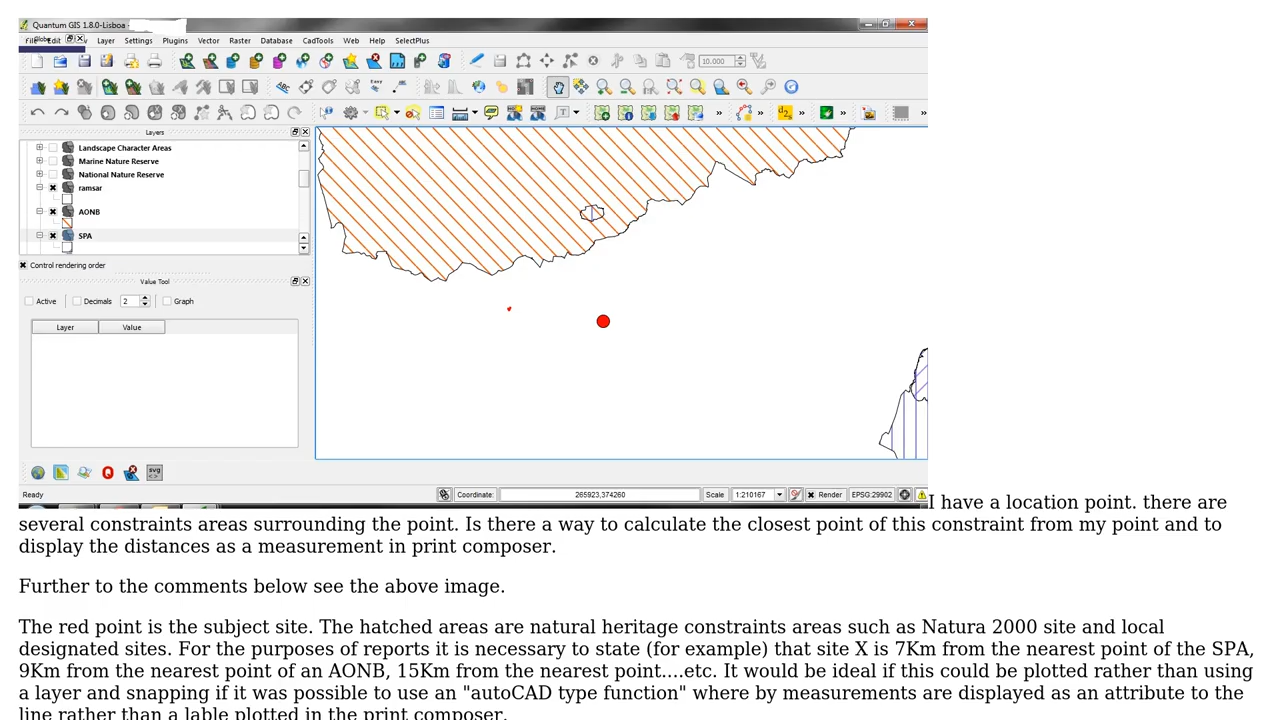 Quantum GIS 1.8.0-Lisboa -
File Edit Layer Settings Plugins Vector Raster Database CadTools Web Help SelectPlus
10.000
Layers
Landscape Character Areas
Marine Nature Reserve
National Nature Reserve
ramsar
AONB
SPA
Control rendering order
Value Tool
Active Decimals 2 Graph
Layer Value
Ready Coordinate: 265923,374260 Scale 1:210167 Render EPSG:29902
I have a location point. there are
several constraints areas surrounding the point. Is there a way to calculate the closest point of this constraint from my point and to
display the distances as a measurement in print composer.
Further to the comments below see the above image.
The red point is the subject site. The hatched areas are natural heritage constraints areas such as Natura 2000 site and local
designated sites. For the purposes of reports it is necessary to state (for example) that site X is 7Km from the nearest point of the SPA,
9Km from the nearest point of an AONB, 15Km from the nearest point....etc. It would be ideal if this could be plotted rather than using
a layer and snapping if it was possible to use an "autoCAD type function" where by measurements are displayed as an attribute to the
line rather than a lable plotted in the print composer.